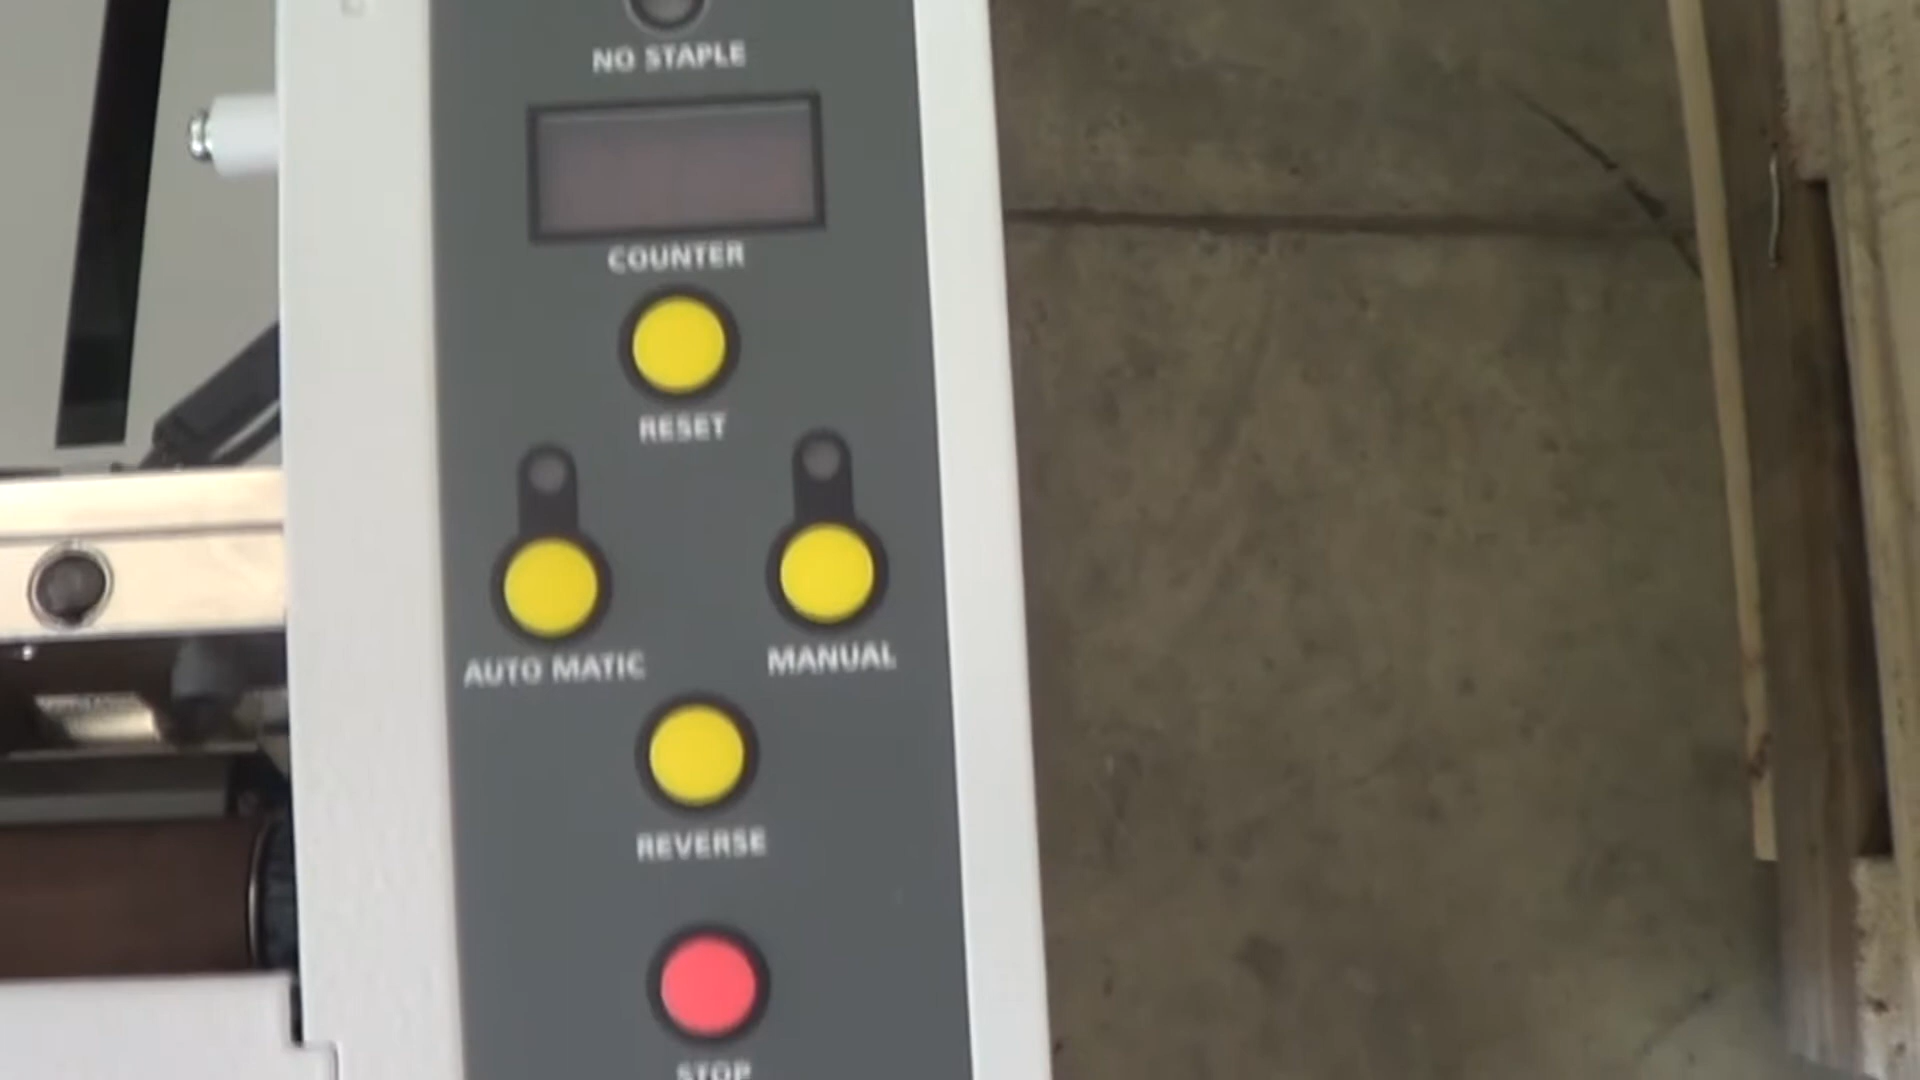 NO STAPLE
COUNTER
RESET
AUTO MATIC
MANUAL
REVERSE
STOP